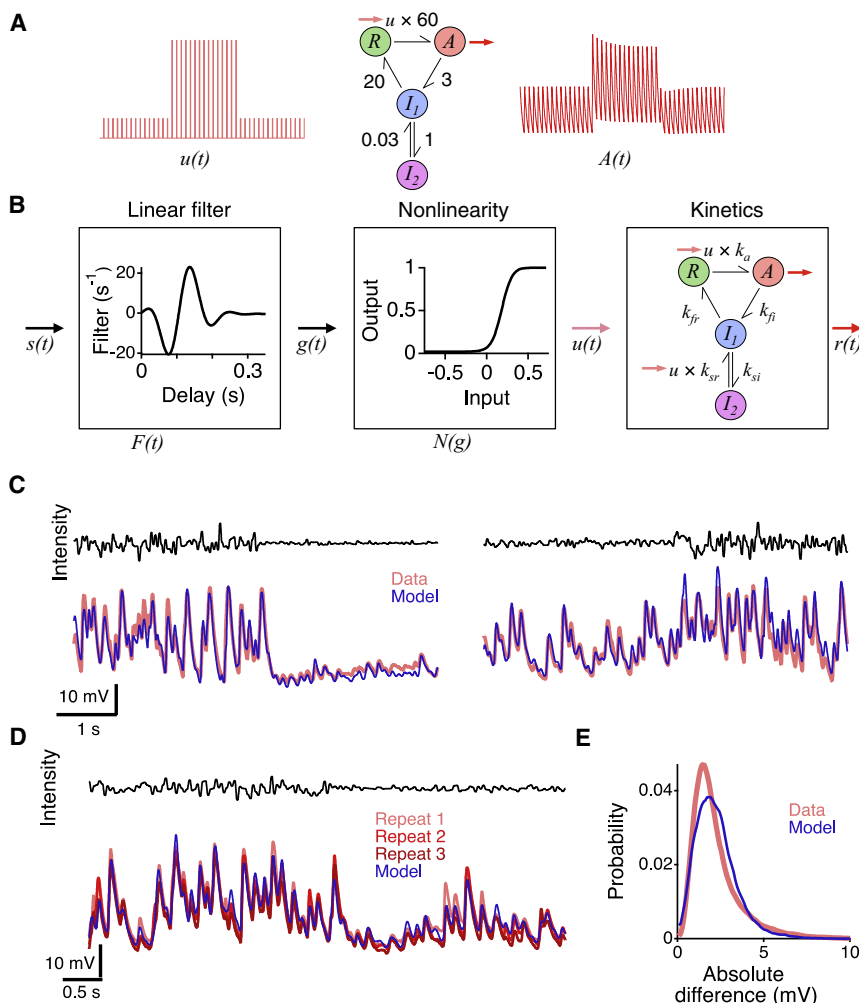 A
u × 60
R
A
20
3
I1
0.03
1
I2
u(t)
A(t)
B
Linear filter
Nonlinearity
Kinetics
Filter (s⁻¹)
20
0
-20
0
0.3
Delay (s)
F(t)
s(t)
g(t)
Output
1
0.5
0
-0.5
0
0.5
Input
N(g)
u(t)
u × ka
R
A
kfr
kfi
I1
u × ksr
ksi
I2
r(t)
C
Intensity
Data
Model
10 mV
1 s
D
Intensity
Repeat 1
Repeat 2
Repeat 3
Model
10 mV
0.5 s
E
Probability
0.04
0.02
0
0
5
10
Data
Model
Absolute
difference (mV)